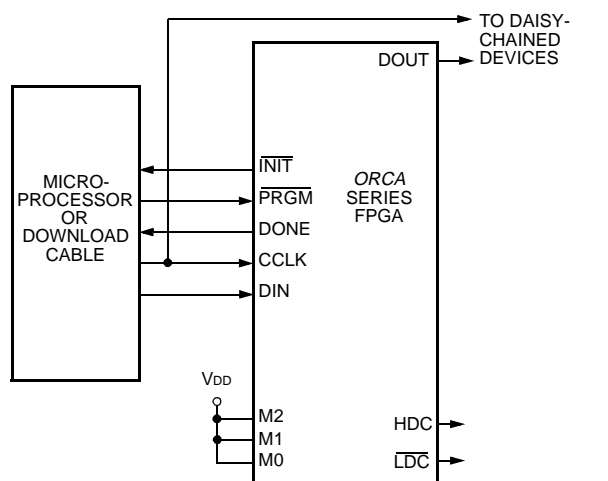 TO DAISY-
CHAINED
DEVICES
DOUT
MICRO-
PROCESSOR
OR
DOWNLOAD
CABLE
INIT
PRGM
DONE
CCLK
DIN
ORCA
SERIES
FPGA
VDD
M2
M1
M0
HDC
LDC